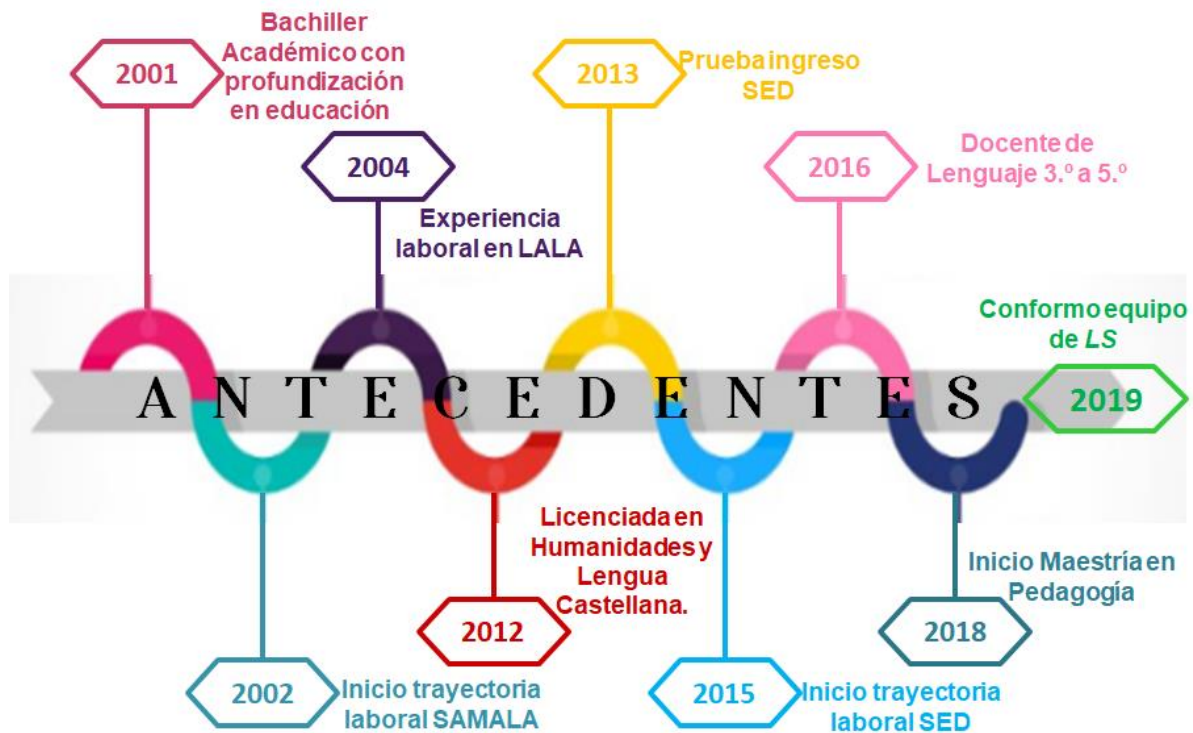 2001
Bachiller
Académico con
profundización
en educación
2004
Experiencia
laboral en LALA
2013
Prueba ingreso
SED
2016
Docente de
Lenguaje 3.º a 5.º
Conformo equipo
de LS
2019
ANTECEDENTES
2002
Inicio trayectoria
laboral SAMALA
2012
Licenciada en
Humanidades y
Lengua
Castellana.
2015
Inicio trayectoria
laboral SED
2018
Inicio Maestría en
Pedagogía